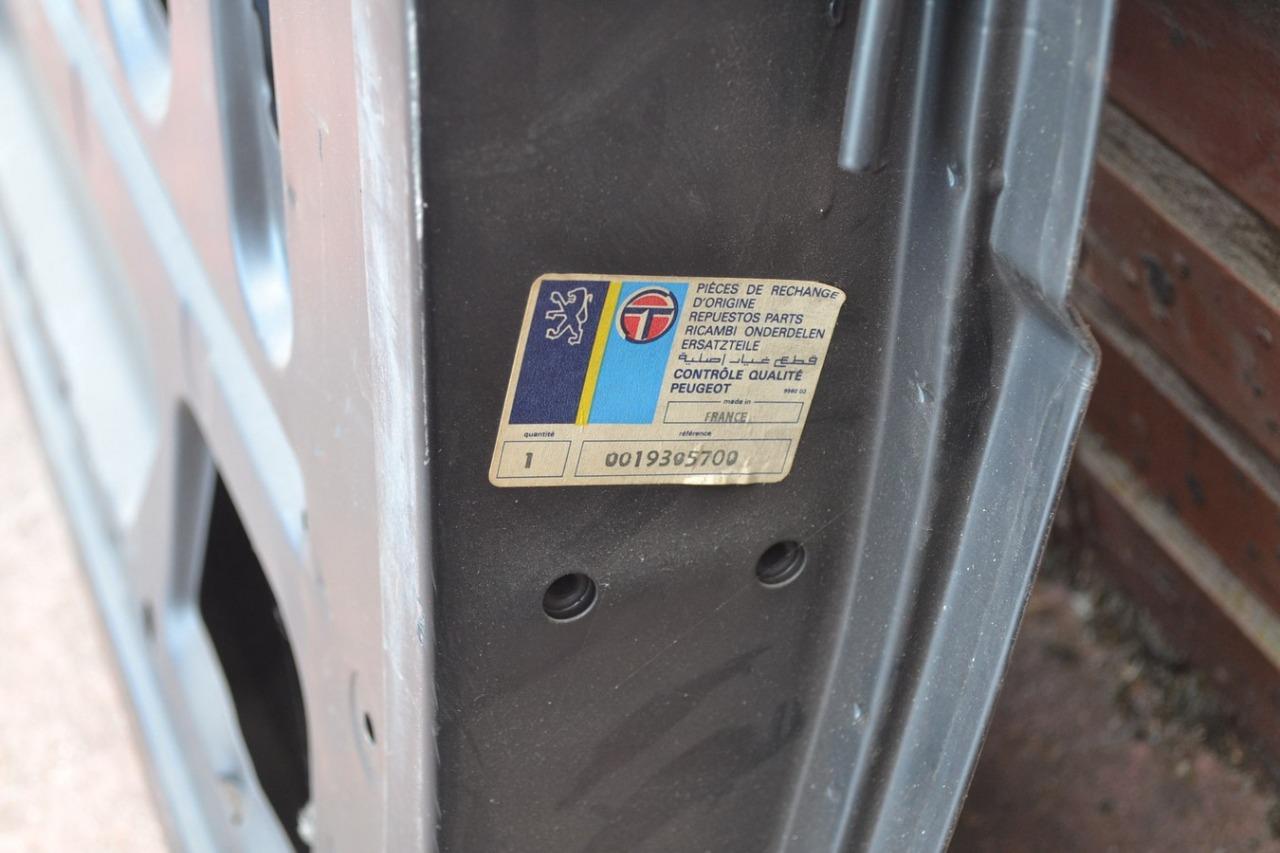 PIÈCES DE RECHANGE
D'ORIGINE
REPUESTOS PARTS
RICAMBI ONDERDELEN
ERSATZTEILE
قطع غيار اصلية
CONTRÔLE QUALITÉ
PEUGEOT
made in
FRANCE
quantité
référence
1
0019305700